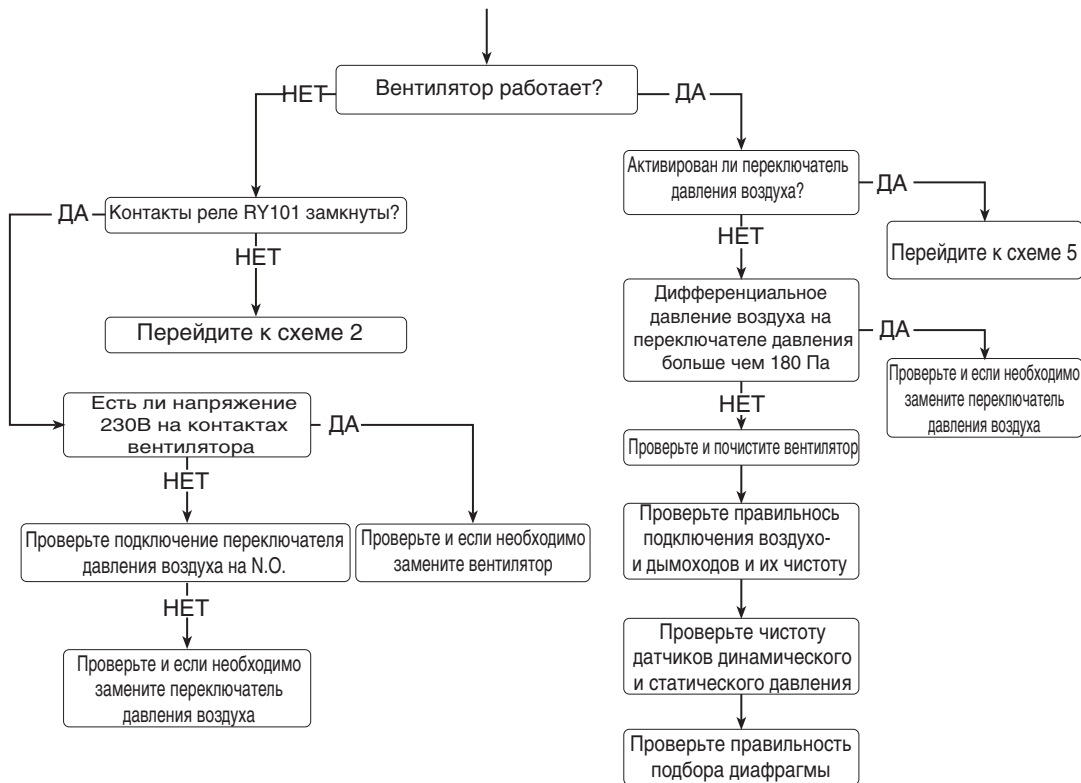 Вентилятор работает?
НЕТ
ДА
Активирован ли переключатель
давления воздуха?
ДА
НЕТ
Перейдите к схеме 5
ДА
Контакты реле RY101 замкнуты?
НЕТ
Перейдите к схеме 2
Дифференциальное
давление воздуха на
переключателе давления
больше чем 180 Па
ДА
НЕТ
Проверьте и если необходимо
замените переключатель
давления воздуха
Есть ли напряжение
230В на контактах
вентилятора
ДА
НЕТ
Проверьте и почистите вентилятор
Проверьте подключение переключателя
давления воздуха на N.O.
Проверьте и если необходимо
замените вентилятор
Проверьте правильнось
подключения воздухо-
и дымоходов и их чистоту
НЕТ
Проверьте и если необходимо
замените переключатель
давления воздуха
Проверьте чистоту
датчиков динамического
и статического давления
Проверьте правильность
подбора диафрагмы